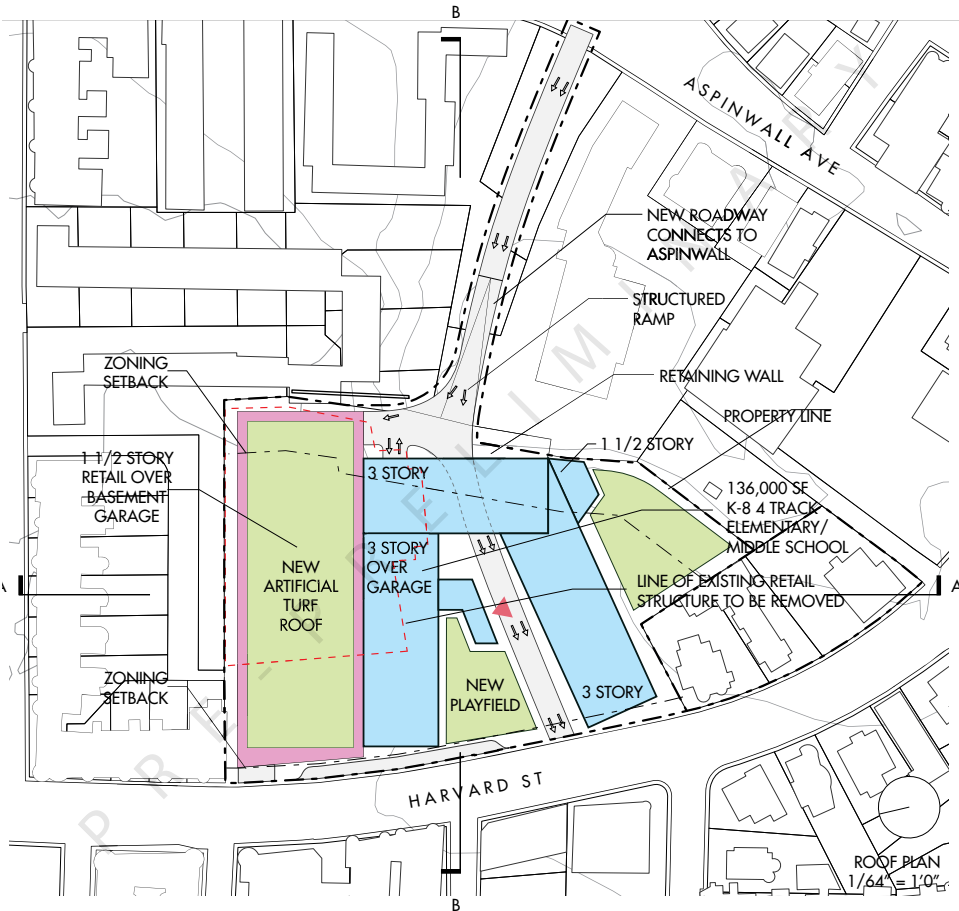 B
ASPINWALL AVE
NEW ROADWAY
CONNECTS TO
ASPINWALL
STRUCTURED
RAMP
ZONING
SETBACK
RETAINING WALL
PROPERTY LINE
1 1/2 STORY
1 1/2 STORY
RETAIL OVER
BASEMENT
GARAGE
3 STORY
136,000 SF
K-8 4 TRACK
ELEMENTARY/
MIDDLE SCHOOL
3 STORY
OVER
GARAGE
NEW
ARTIFICIAL
TURF
ROOF
LINE OF EXISTING RETAIL
STRUCTURE TO BE REMOVED
A
A
ZONING
SETBACK
NEW
PLAYFIELD
3 STORY
HARVARD ST
ROOF PLAN
1/64" = 1'0"
B
PRE-PRELIMINARY